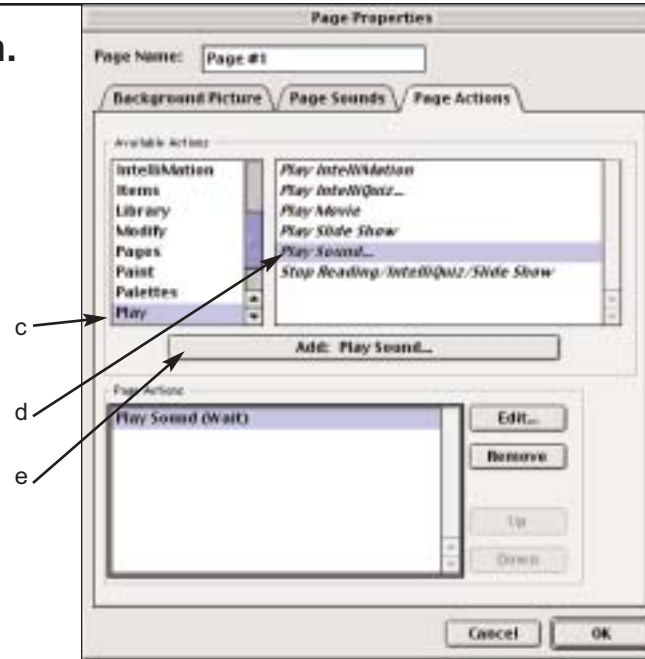 n.
Page Properties
Page Name: Page #1
Background Picture Page Sounds Page Actions
Available Actions
IntelliMation
Items
Library
Modify
Pages
Paint
Palettes
Play
Play IntelliMation
Play IntelliQuiz...
Play Movie
Play Slide Show
Play Sound...
Stop Reading/IntelliQuiz/Slide Show
c
Add: Play Sound...
d
Page Actions
Play Sound (Wait)
Edit...
Remove
e
Up
Down
Cancel OK